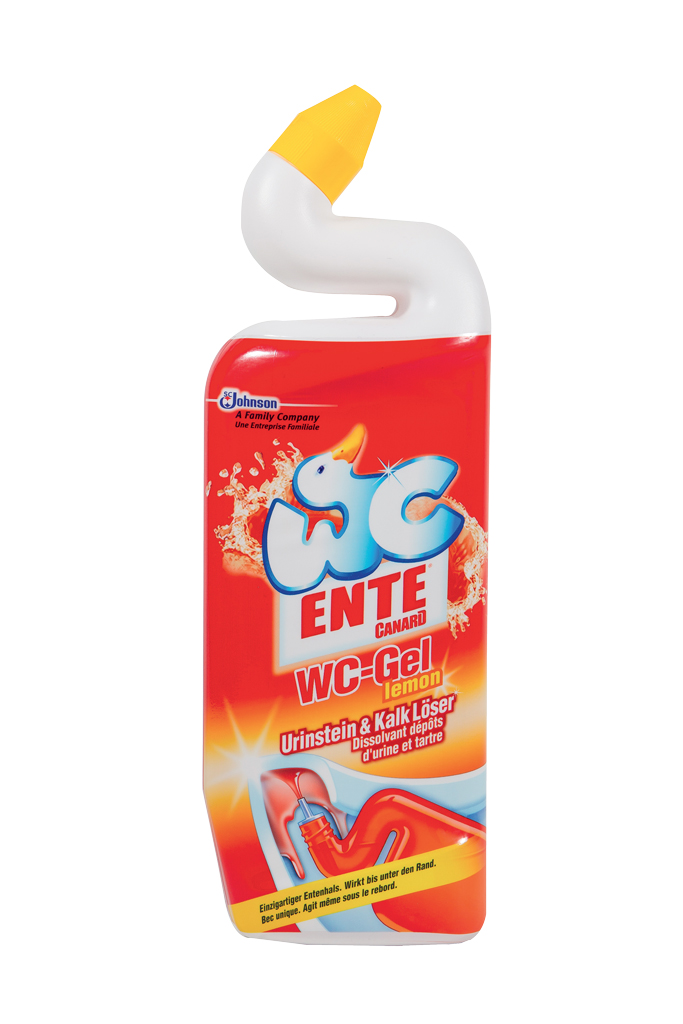 SC Johnson
A Family Company
Une Entreprise Familiale
WC
ENTE®
CANARD
WC-Gel
lemon
Urinstein & Kalk Löser
Dissolvant dépôts
d'urine et tartre
Einzigartiger Entenhals. Wirkt bis unter den Rand.
Bec unique. Agit même sous le rebord.